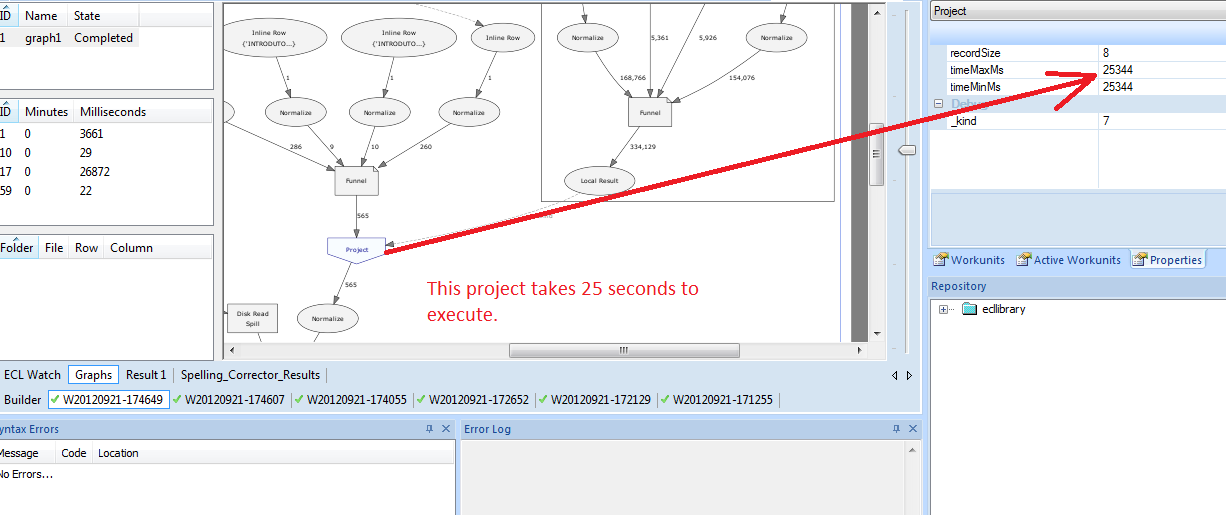 ID Name State
1 graph1 Completed
ID Minutes Milliseconds
1 0 3661
10 0 29
17 0 26872
59 0 22
Folder File Row Column
Inline Row
{'INTRODUTO...}
Inline Row
{'INTRODUTO...}
Inline Row
1
1
1
Normalize
Normalize
Normalize
286
9
10
260
Funnel
565
Project
565
Disk Read
Spill
Normalize
Normalize
5,361
5,926
Normalize
168,766
154,076
Funnel
334,129
Local Result
This project takes 25 seconds to
execute.
Project
recordSize 8
timeMaxMs 25344
timeMinMs 25344
Debug
_kind 7
Workunits Active Workunits Properties
Repository
ecllibrary
ECL Watch Graphs Result 1 Spelling_Corrector_Results
Builder W20120921-174649 W20120921-174607 W20120921-174055 W20120921-172652 W20120921-172129 W20120921-171255
yntax Errors
Message Code Location
No Errors...
Error Log